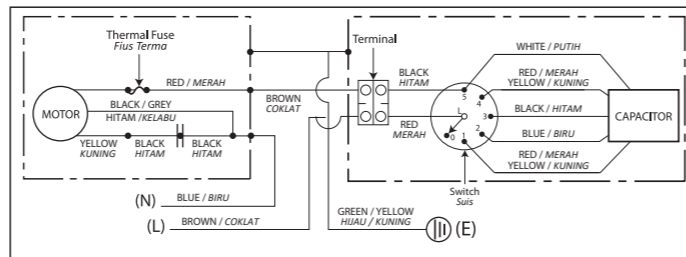 Thermal Fuse
Fius Terma
RED / MERAH
MOTOR
BLACK / GREY
HITAM / KELABU
YELLOW
KUNING
BLACK
HITAM
BLACK
HITAM
(N)
BLUE / BIRU
(L)
BROWN / COKLAT
BROWN
COKLAT
GREEN / YELLOW
HIJAU / KUNING
(E)
Terminal
BLACK
HITAM
RED
MERAH
L
5
4
3
2
1
0
Switch
Suis
WHITE / PUTIH
RED / MERAH
YELLOW / KUNING
BLACK / HITAM
BLUE / BIRU
RED / MERAH
YELLOW / KUNING
CAPACITOR